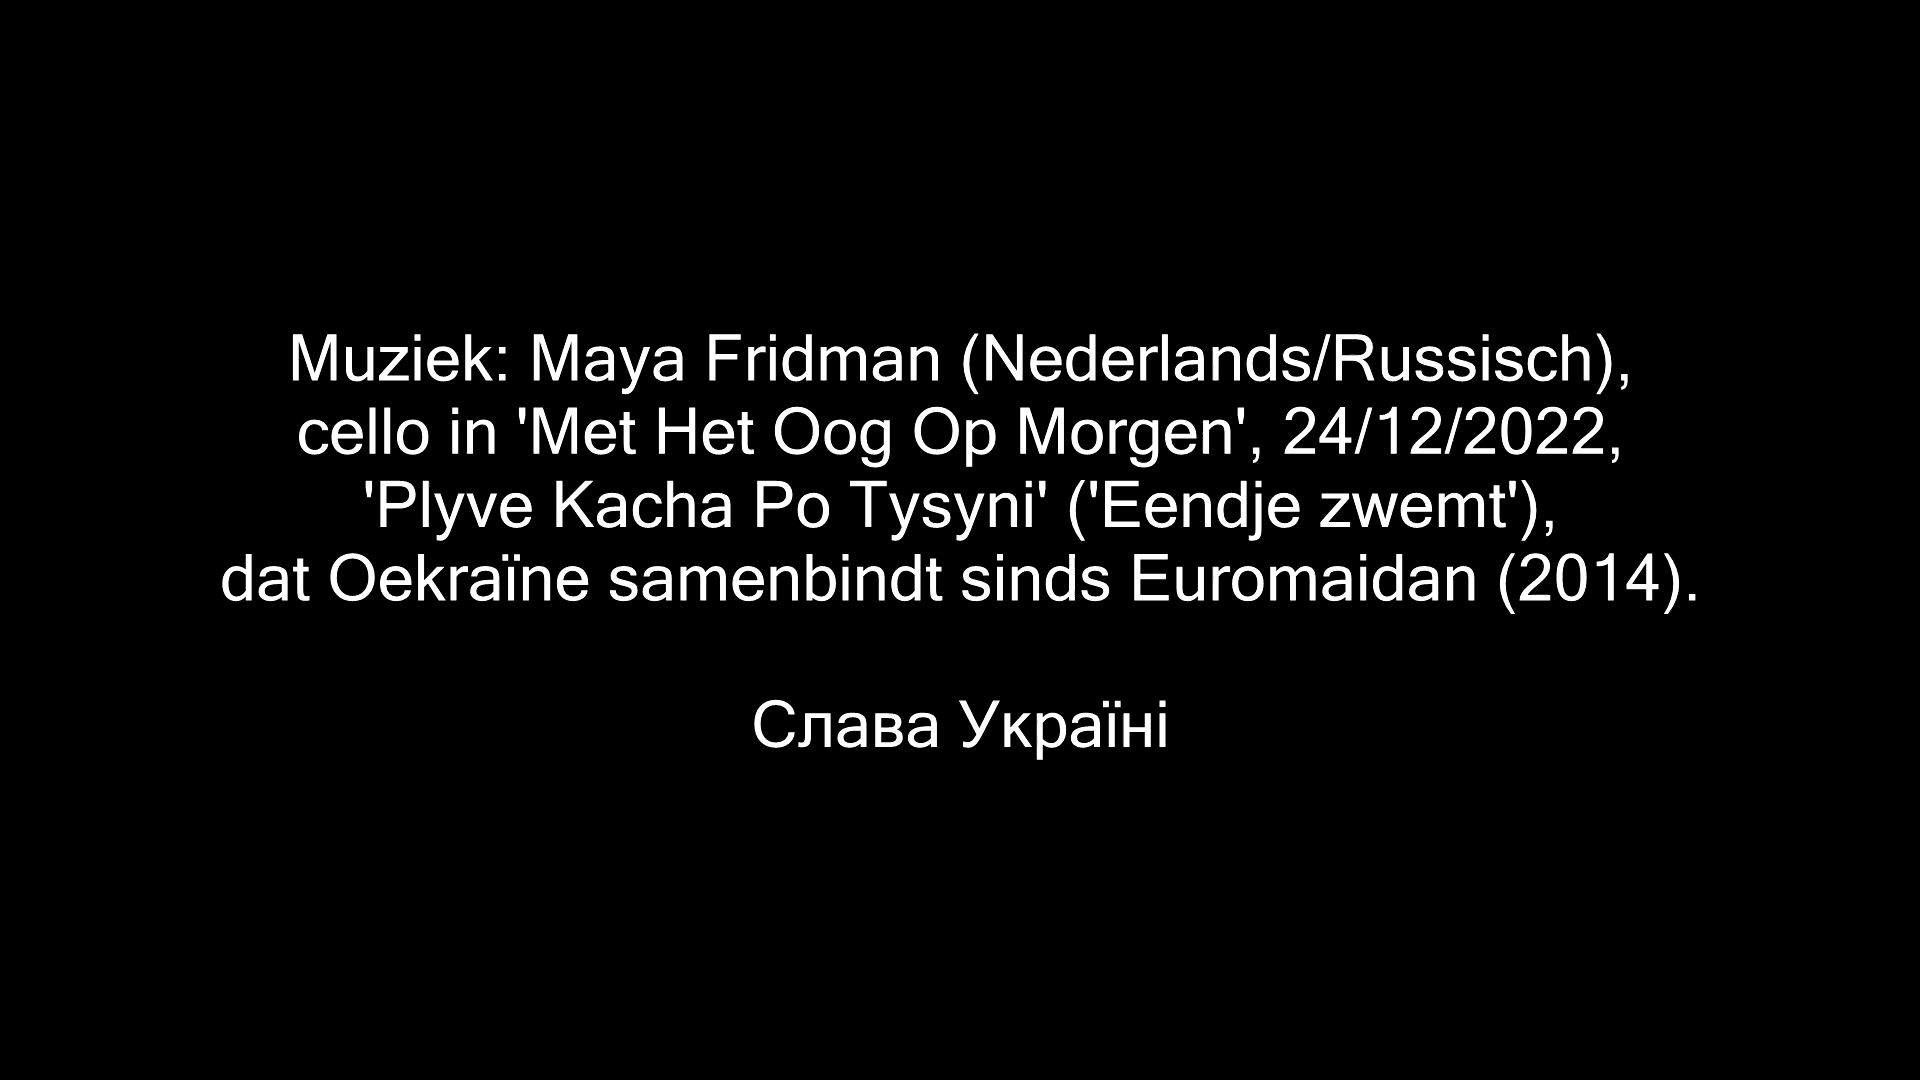 Muziek: Maya Fridman (Nederlands/Russisch),
cello in 'Met Het Oog Op Morgen', 24/12/2022,
'Plyve Kacha Po Tysyni' ('Eendje zwemt'),
dat Oekraïne samenbindt sinds Euromaidan (2014).
Слава Україні